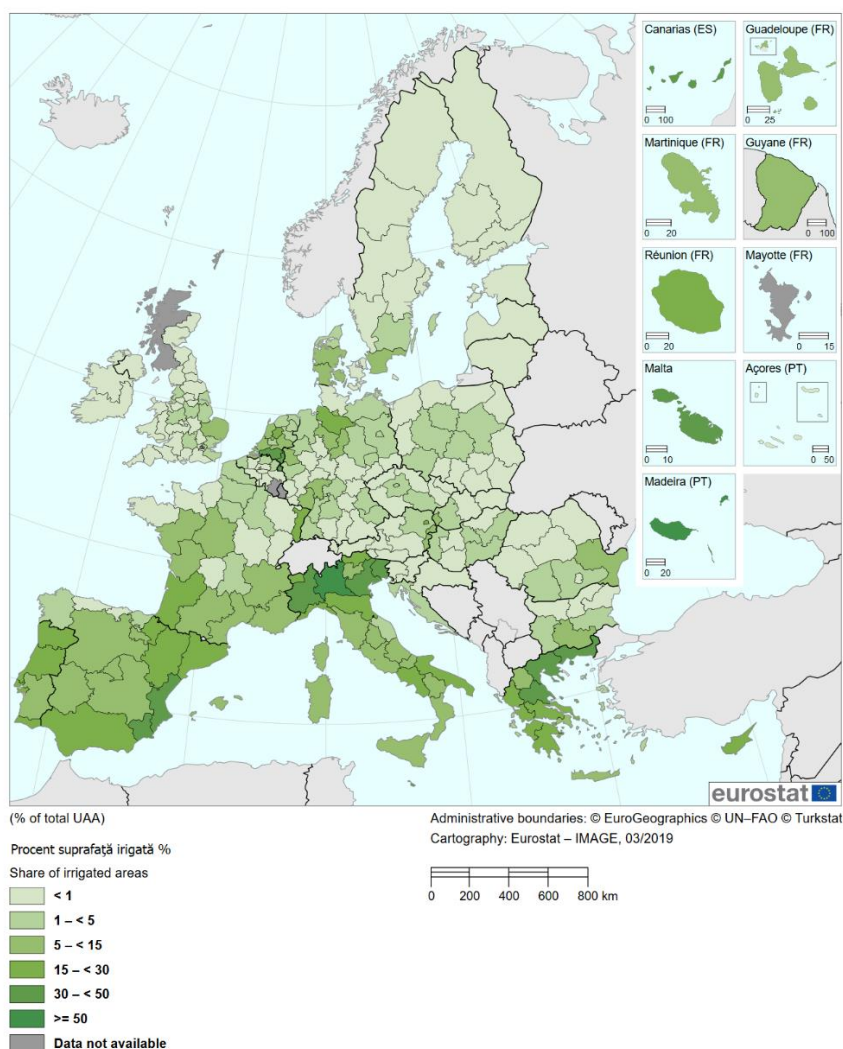 Canarias (ES)
0 100
Guadeloupe (FR)
0 25
Martinique (FR)
0 20
Guyane (FR)
0 100
Réunion (FR)
0 20
Mayotte (FR)
0 15
Malta
0 10
Açores (PT)
0 50
Madeira (PT)
0 20
eurostat
(% of total UAA)
Administrative boundaries: © EuroGeographics © UN–FAO © Turkstat
Cartography: Eurostat – IMAGE, 03/2019
Procent suprafață irigată %
Share of irrigated areas
0 200 400 600 800 km
< 1
1 – < 5
5 – < 15
15 – < 30
30 – < 50
>= 50
Data not available